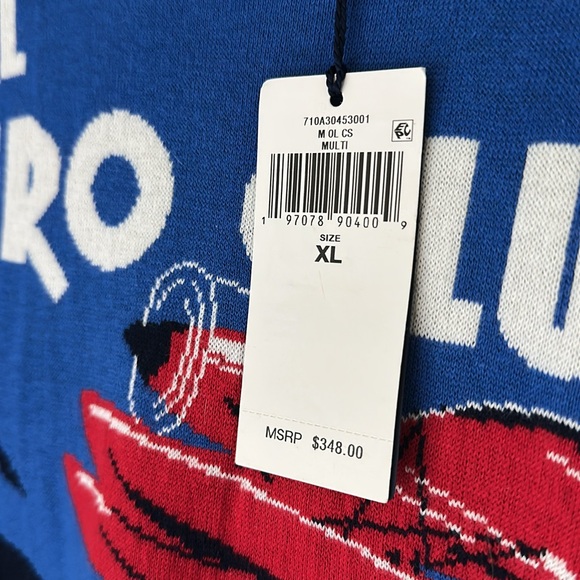 RO
LU
710A30453001
M OL CS
MULTI
1 97078 90400 9
SIZE
XL
MSRP $348.00